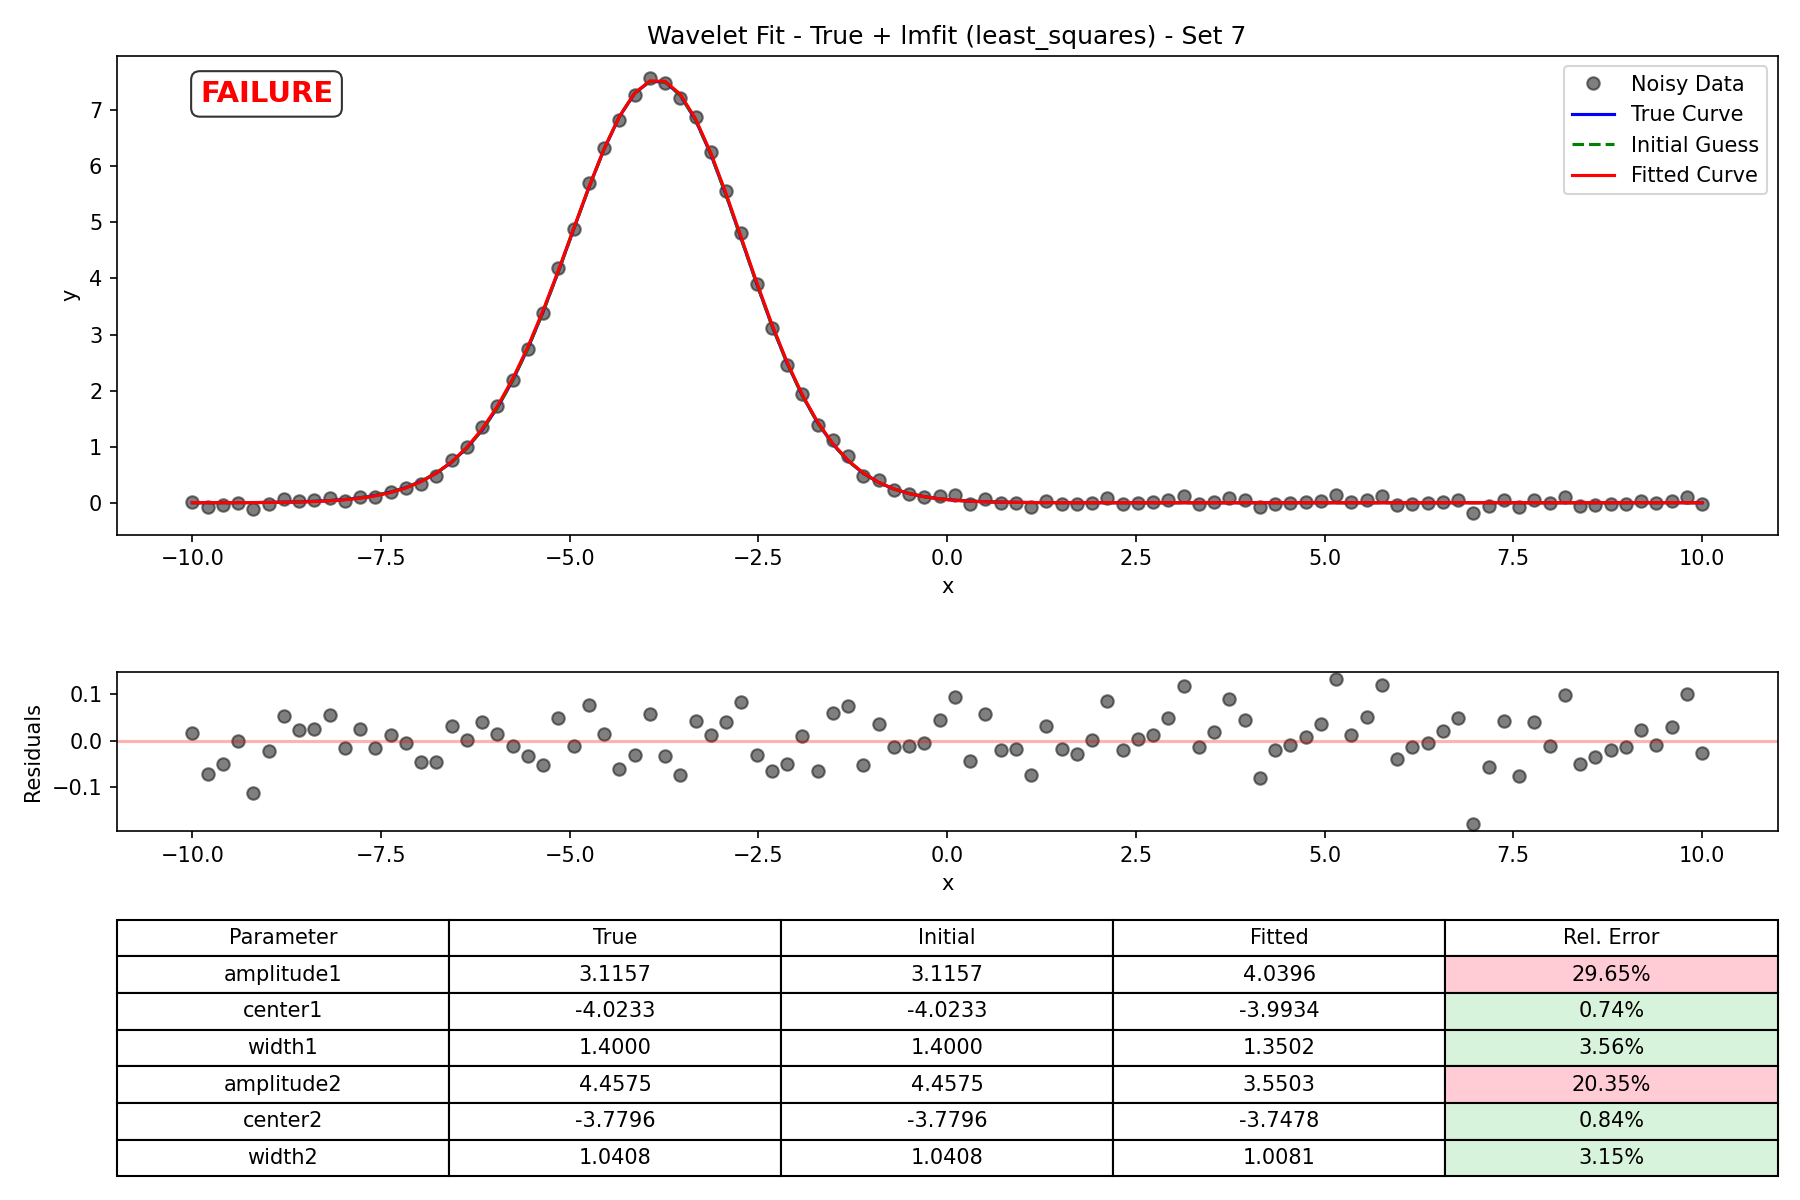 Wavelet Fit - True + lmfit (least_squares) - Set 7
FAILURE
Noisy Data
True Curve
Initial Guess
Fitted Curve
y
7
6
5
4
3
2
1
0
−10.0 −7.5 −5.0 −2.5 0.0 2.5 5.0 7.5 10.0
x
Residuals
0.1
0.0
−0.1
−10.0 −7.5 −5.0 −2.5 0.0 2.5 5.0 7.5 10.0
x
Parameter True Initial Fitted Rel. Error
amplitude1 3.1157 3.1157 4.0396 29.65%
center1 -4.0233 -4.0233 -3.9934 0.74%
width1 1.4000 1.4000 1.3502 3.56%
amplitude2 4.4575 4.4575 3.5503 20.35%
center2 -3.7796 -3.7796 -3.7478 0.84%
width2 1.0408 1.0408 1.0081 3.15%